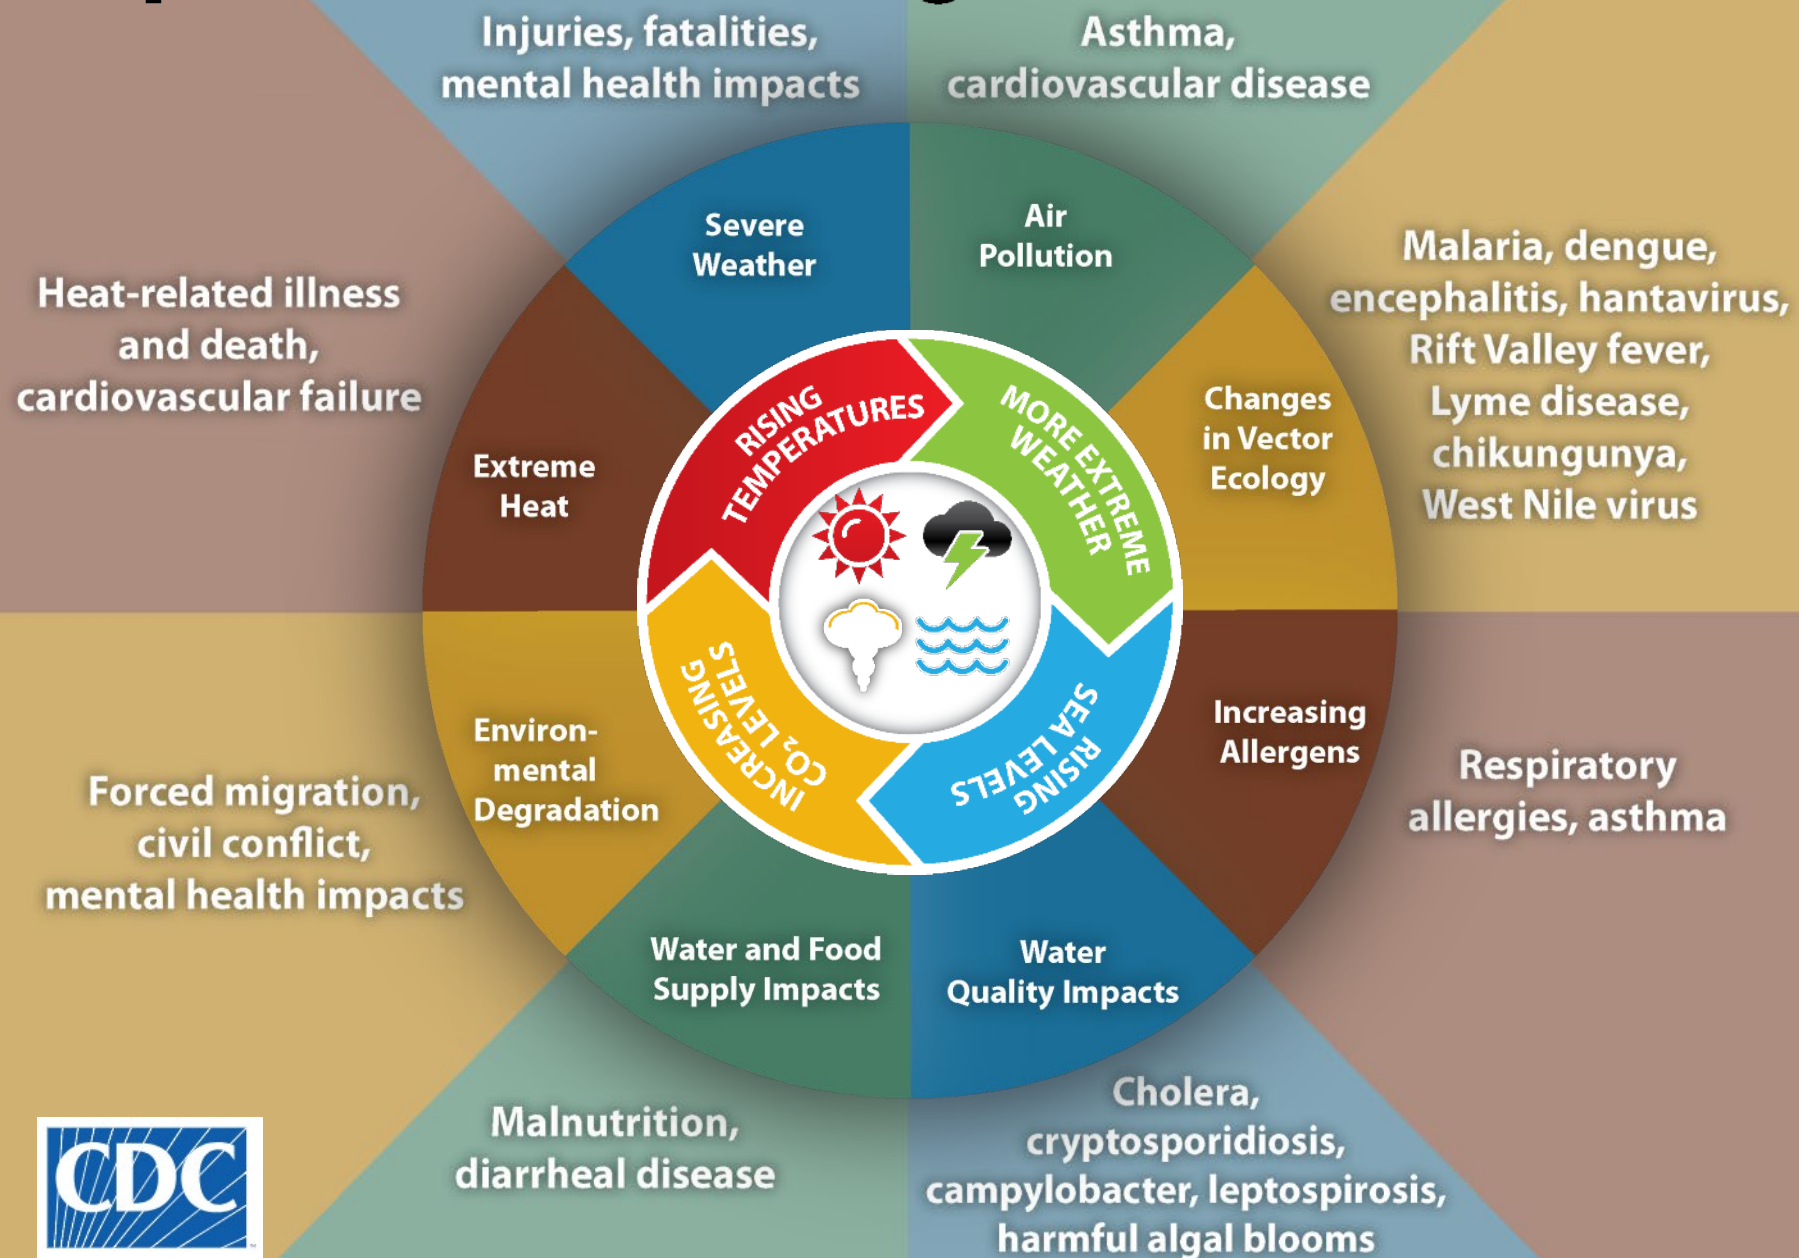 Injuries, fatalities,
mental health impacts
Asthma,
cardiovascular disease
Severe
Weather
Air
Pollution
Malaria, dengue,
encephalitis, hantavirus,
Rift Valley fever,
Lyme disease,
chikungunya,
West Nile virus
Heat-related illness
and death,
cardiovascular failure
Changes
in Vector
Ecology
Extreme
Heat
RISING
TEMPERATURES
MORE EXTREME
WEATHER
INCREASING
CO₂ LEVELS
RISING
SEA LEVELS
Environ-
mental
Degradation
Increasing
Allergens
Forced migration,
civil conflict,
mental health impacts
Respiratory
allergies, asthma
Water and Food
Supply Impacts
Water
Quality Impacts
Malnutrition,
diarrheal disease
Cholera,
cryptosporidiosis,
campylobacter, leptospirosis,
harmful algal blooms
CDC